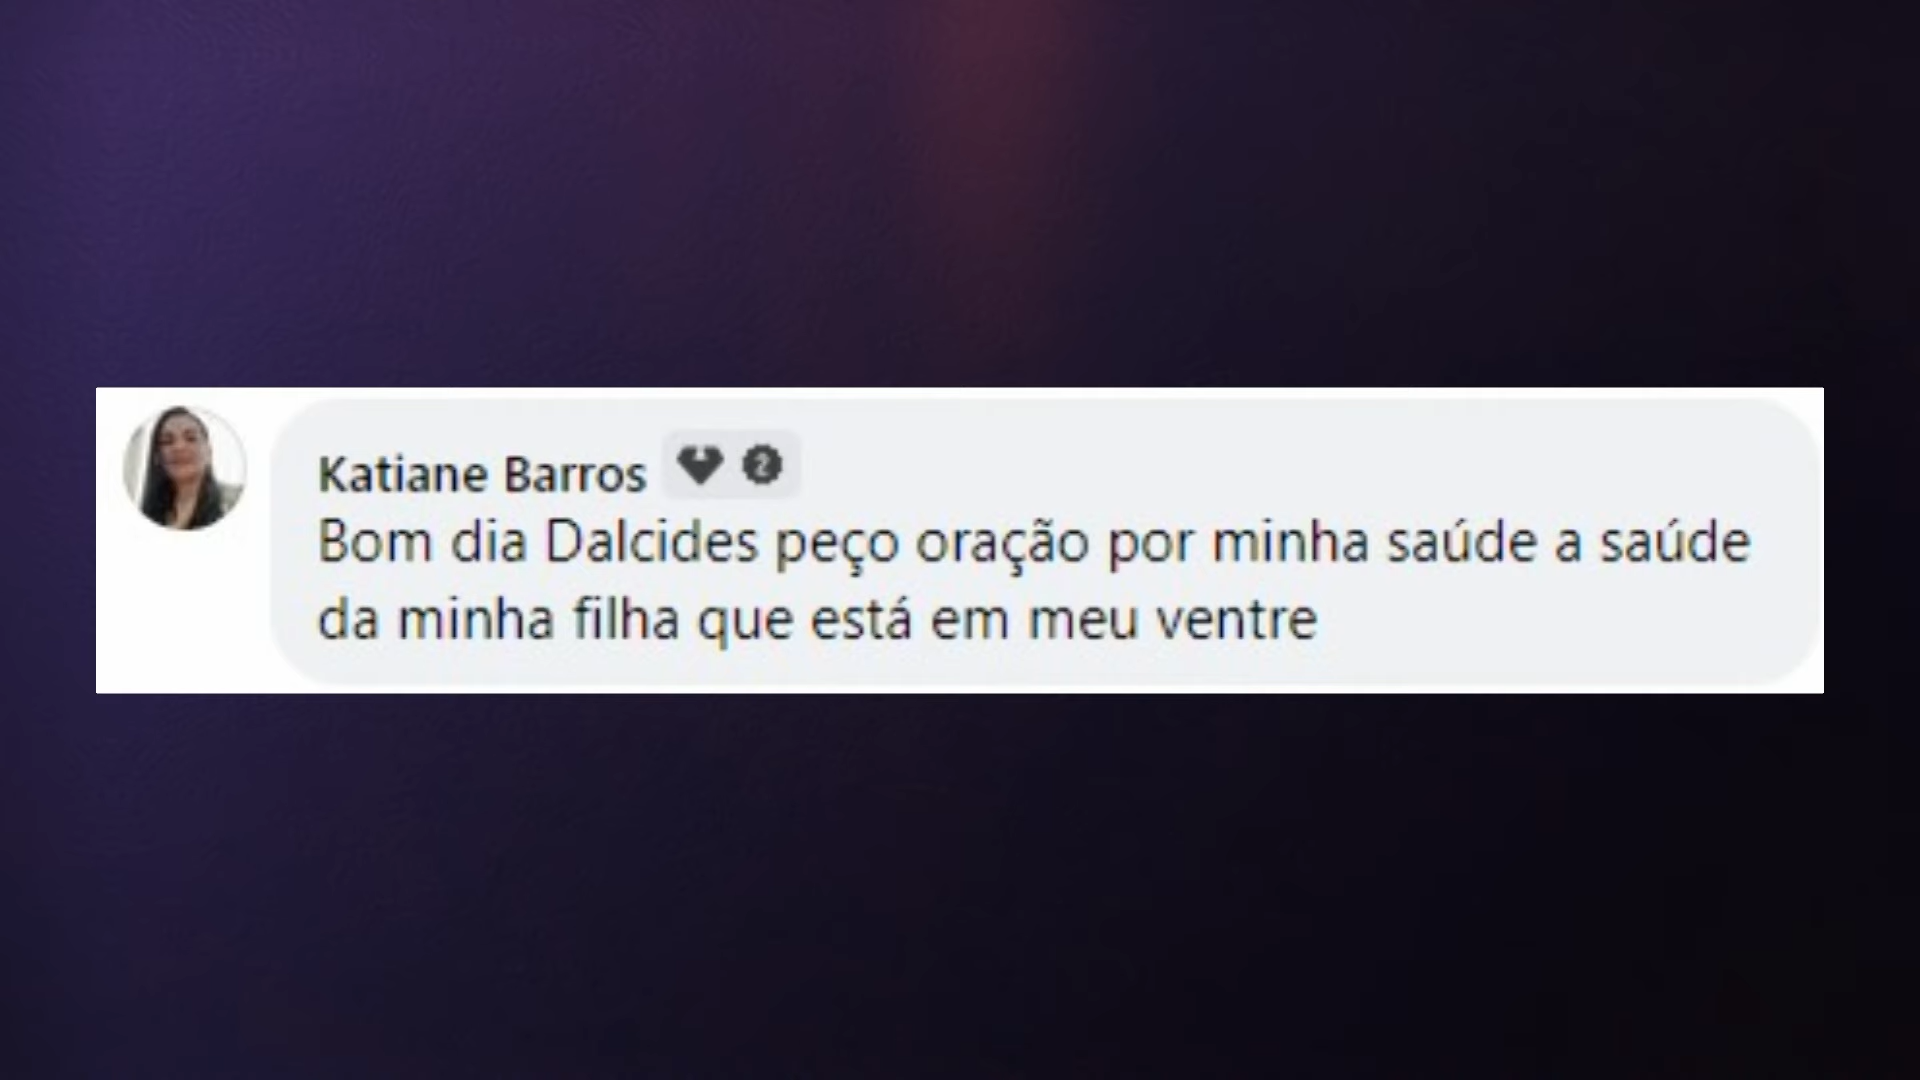 Katiane Barros 2
Bom dia Dalcides peço oração por minha saúde a saúde
da minha filha que está em meu ventre